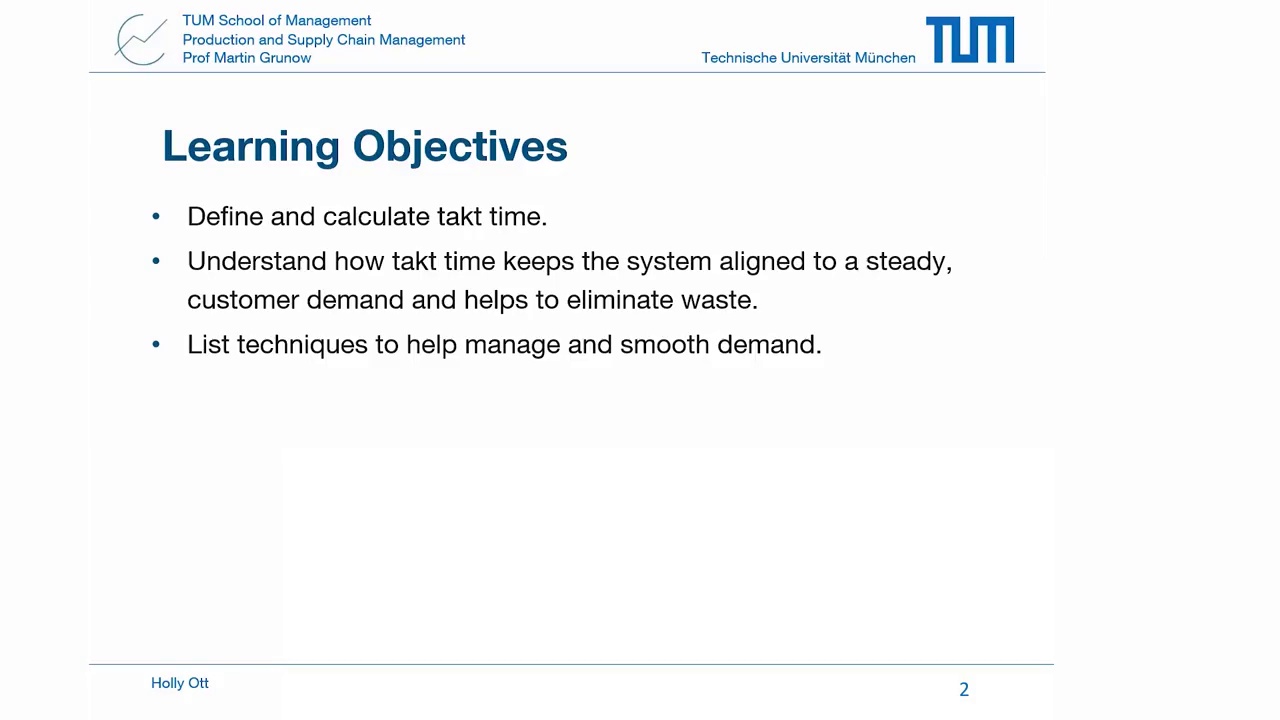 TUM School of Management
Production and Supply Chain Management
Prof Martin Grunow
Technische Universität München
TUM
Learning Objectives
• Define and calculate takt time.
• Understand how takt time keeps the system aligned to a steady,
customer demand and helps to eliminate waste.
• List techniques to help manage and smooth demand.
Holly Ott
2